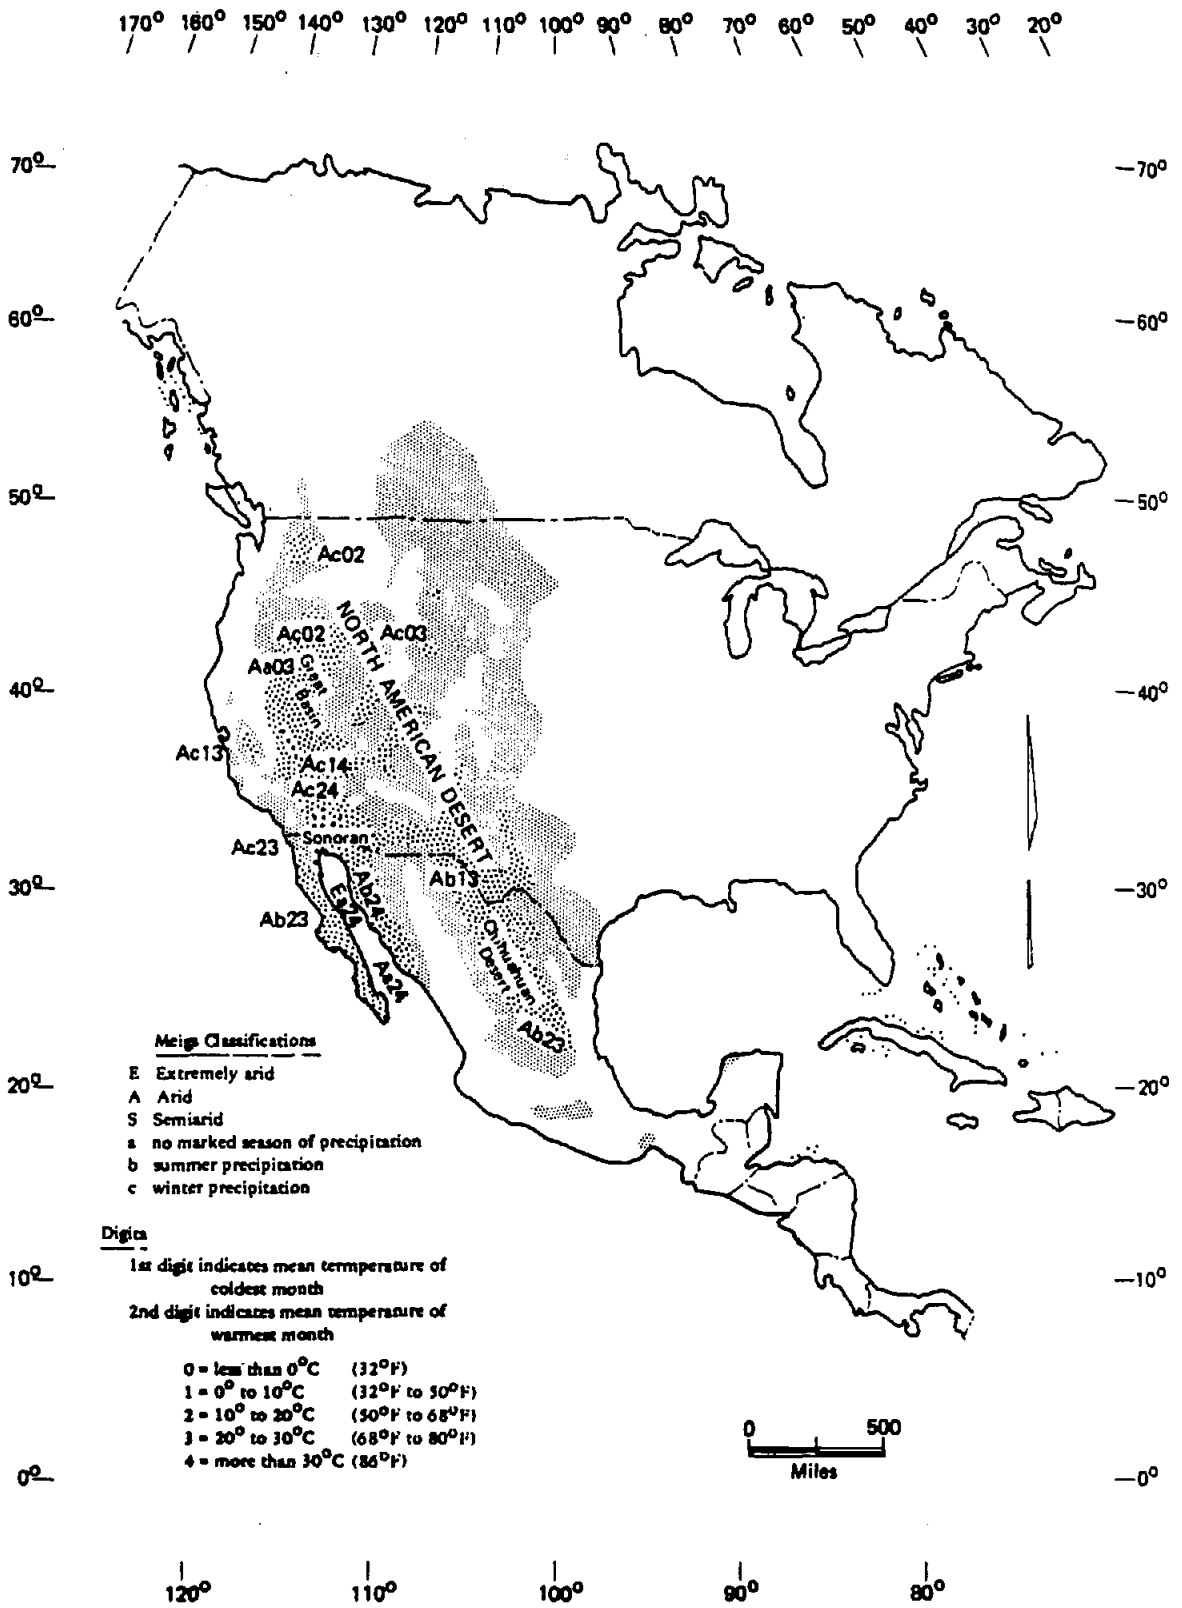 170° 160° 150° 140° 130° 120° 110° 100° 90° 80° 70° 60° 50° 40° 30° 20°
70° 70°
60° 60°
50° 50°
Ac02
NORTH AMERICAN DESERT
Ac02 Ac03
Aa03 Great
Basin
40° 40°
Ac13
Ac14
Ac24
Sonoran
Ac23
Ab13
30° 30°
Ab24
Ea24
Ab23
Chihuahuan
Desert
Aa24
Ab23
Meigs Classifications
E Extremely arid
20° 20°
A Arid
S Semiarid
a no marked season of precipitation
b summer precipitation
c winter precipitation
Digits
1st digit indicates mean termperature of
10° 10°
coldest month
2nd digit indicates mean temperature of
warmest month
0 = less than 0°C (32°F)
1 = 0° to 10°C (32°F to 50°F)
2 = 10° to 20°C (50°F to 68°F)
3 = 20° to 30°C (68°F to 80°F)
4 = more than 30°C (86°F)
0 500
Miles
0° 0°
120° 110° 100° 90° 80°